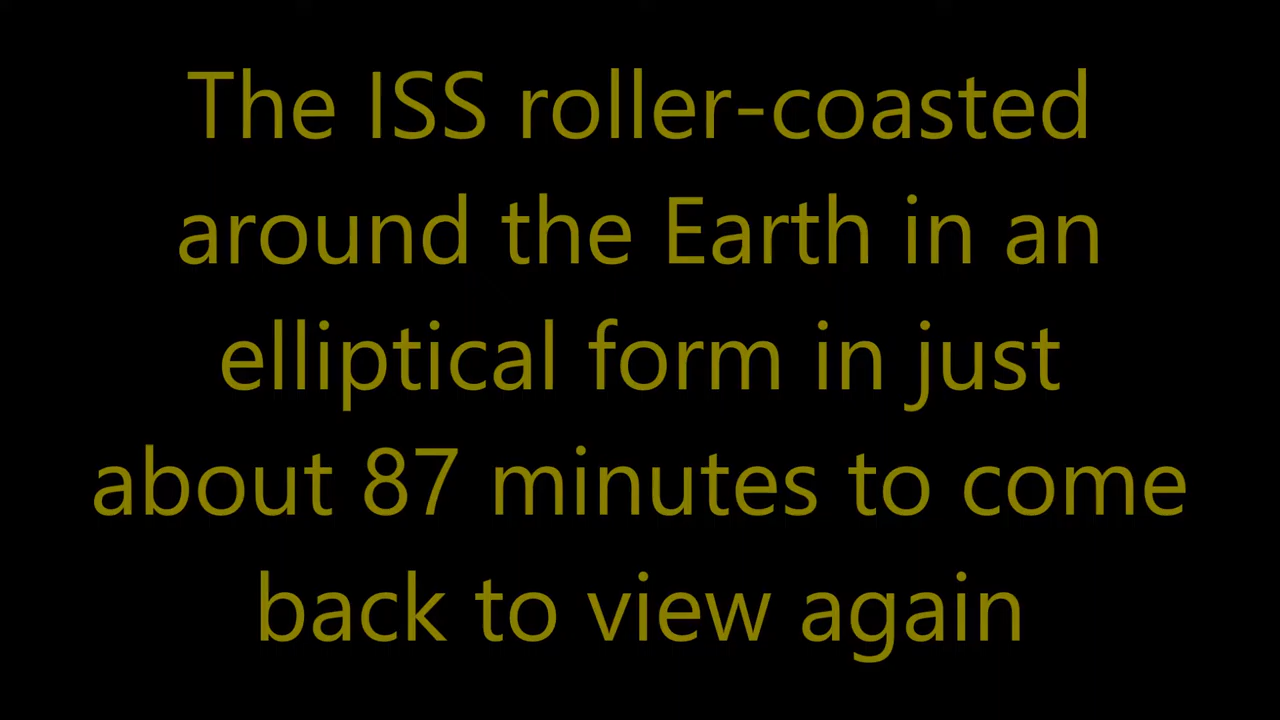 The ISS roller-coasted
around the Earth in an
elliptical form in just
about 87 minutes to come
back to view again